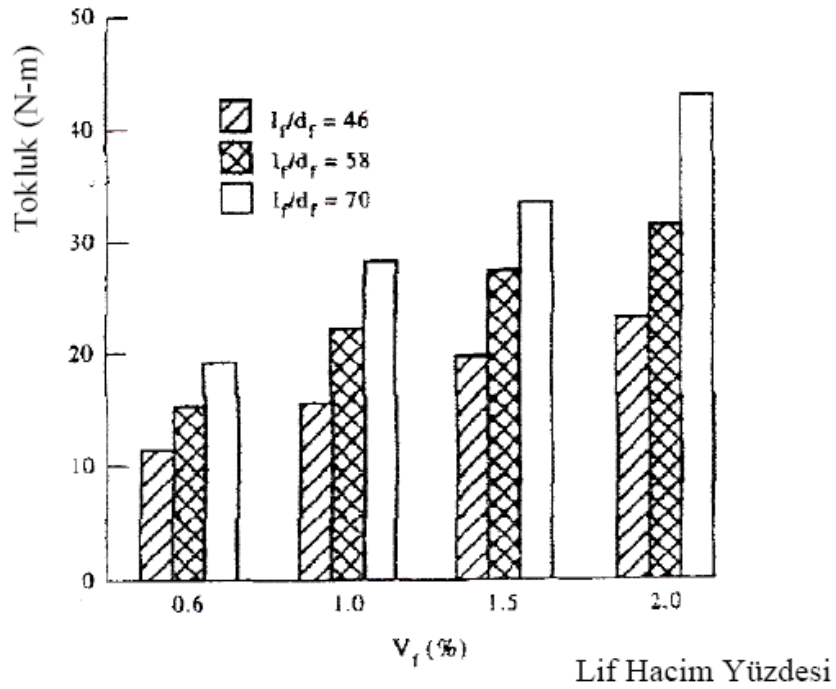 50
Tokluk (N-m)
40
30
20
10
0
l_f/d_f = 46
l_f/d_f = 58
l_f/d_f = 70
0.6 1.0 1.5 2.0
V_f (%)
Lif Hacim Yüzdesi